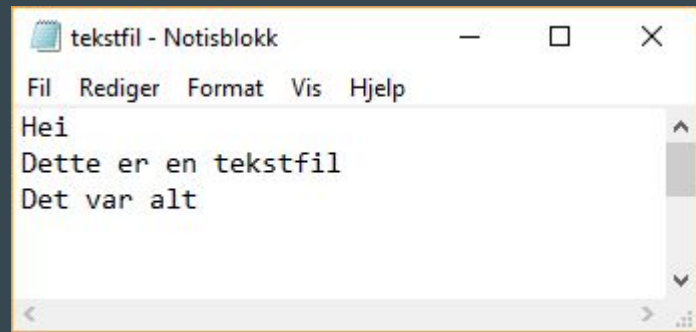 tekstfil - Notisblokk
Fil Rediger Format Vis Hjelp
Hei
Dette er en tekstfil
Det var alt